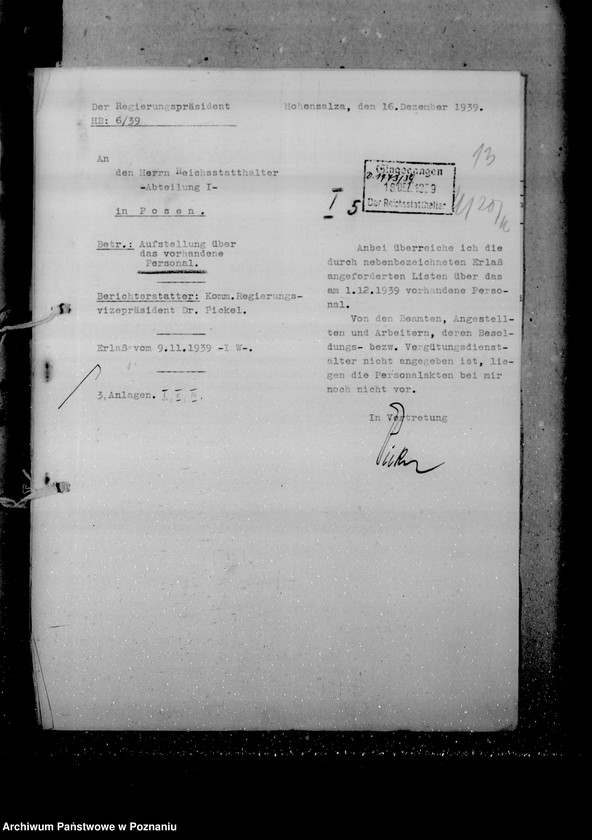 Der Regierungspräsident
HB: 6/39
Hohensalza, den 16.Dezember 1939.
13
An
den Herrn Reichsstatthalter
-Abteilung I-
in Posen.
Eingegangen
18. DEZ. 1939
Der Reichsstatthalter
I 5
Betr.: Aufstellung über
das vorhandene
Personal.
Berichterstatter: Komm.Regierungs-
vizepräsident Dr. Pickel.
Erlaß vom 9.11.1939 -I W-.
3 Anlagen. I, II, III.
Anbei überreiche ich die
durch nebenbezeichneten Erlaß
angeforderten Listen über das
am 1.12.1939 vorhandene Perso-
nal.
Von den Beamten, Angestell-
ten und Arbeitern, deren Besol-
dungs- bezw. Vergütungsdienst-
alter nicht angegeben ist, lie-
gen die Personalakten bei mir
noch nicht vor.
In Vertretung
Pickel
Archiwum Państwowe w Poznaniu